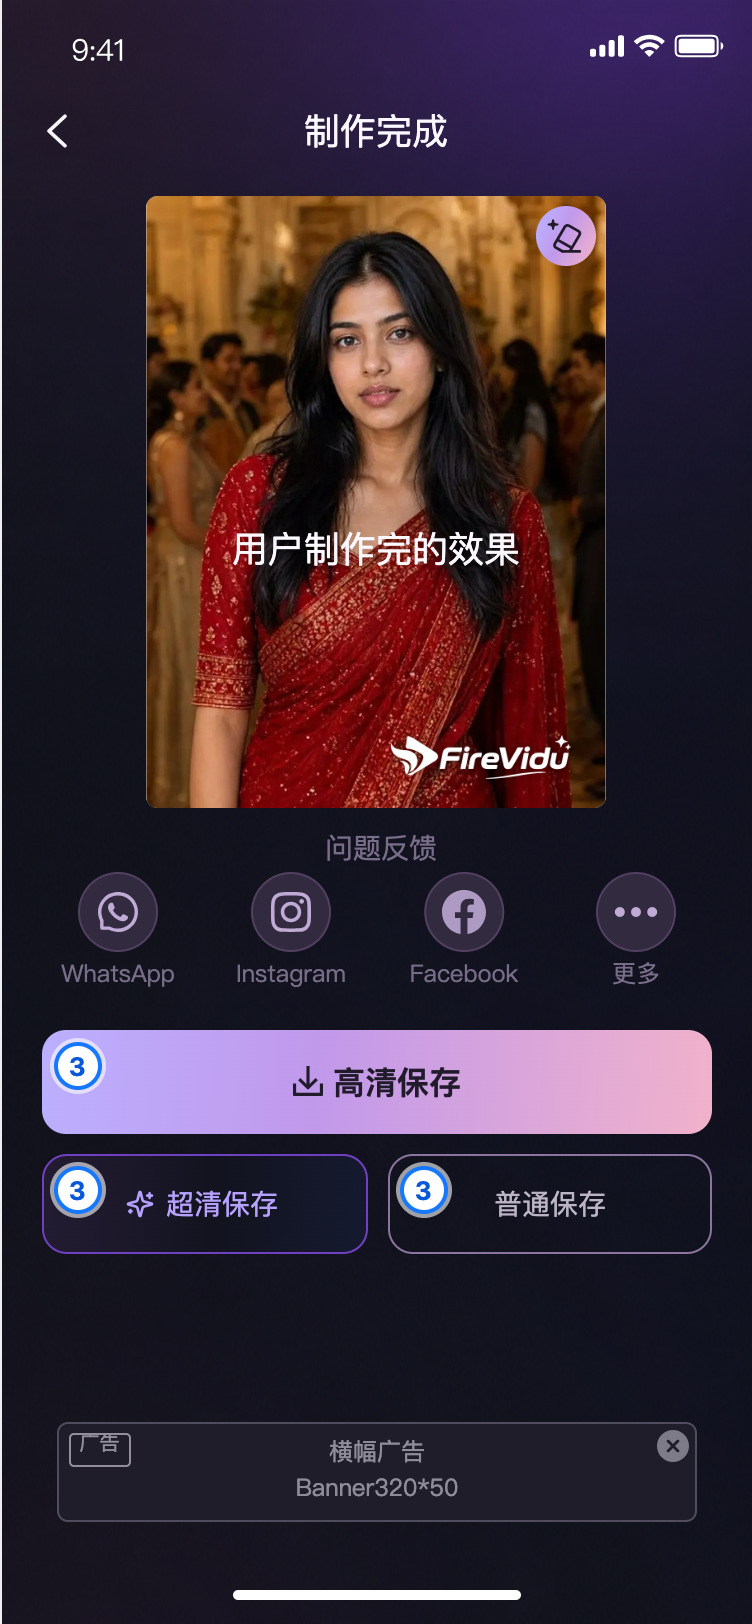 9:41
制作完成
用户制作完的效果
FireVidu
问题反馈
WhatsApp
Instagram
Facebook
更多
3
高清保存
3
超清保存
3
普通保存
广告
横幅广告
Banner320*50